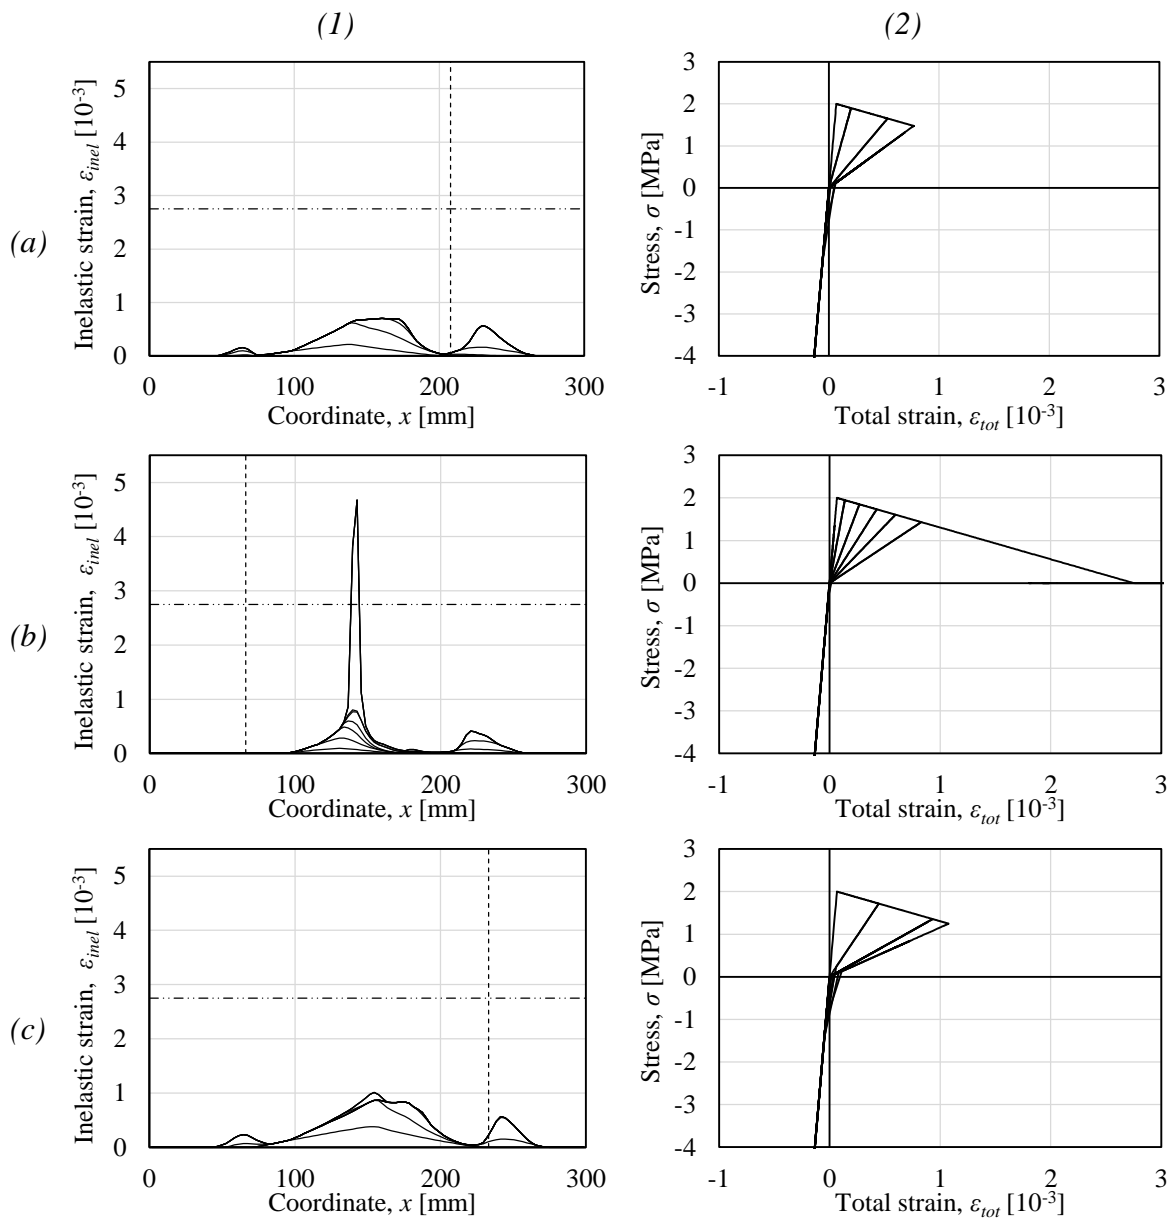 (1)
(2)
(a)
Inelastic strain, εinel [10-3]
5
4
3
2
1
0
0 100 200 300
Coordinate, x [mm]
Stress, σ [MPa]
3
2
1
0
-1
-2
-3
-4
-1 0 1 2 3
Total strain, εtot [10-3]
(b)
Inelastic strain, εinel [10-3]
5
4
3
2
1
0
0 100 200 300
Coordinate, x [mm]
Stress, σ [MPa]
3
2
1
0
-1
-2
-3
-4
-1 0 1 2 3
Total strain, εtot [10-3]
(c)
Inelastic strain, εinel [10-3]
5
4
3
2
1
0
0 100 200 300
Coordinate, x [mm]
Stress, σ [MPa]
3
2
1
0
-1
-2
-3
-4
-1 0 1 2 3
Total strain, εtot [10-3]